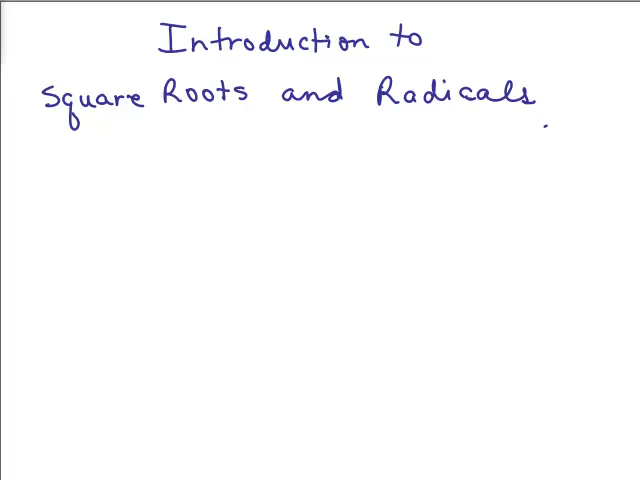 Introduction to
Square Roots and Radicals.